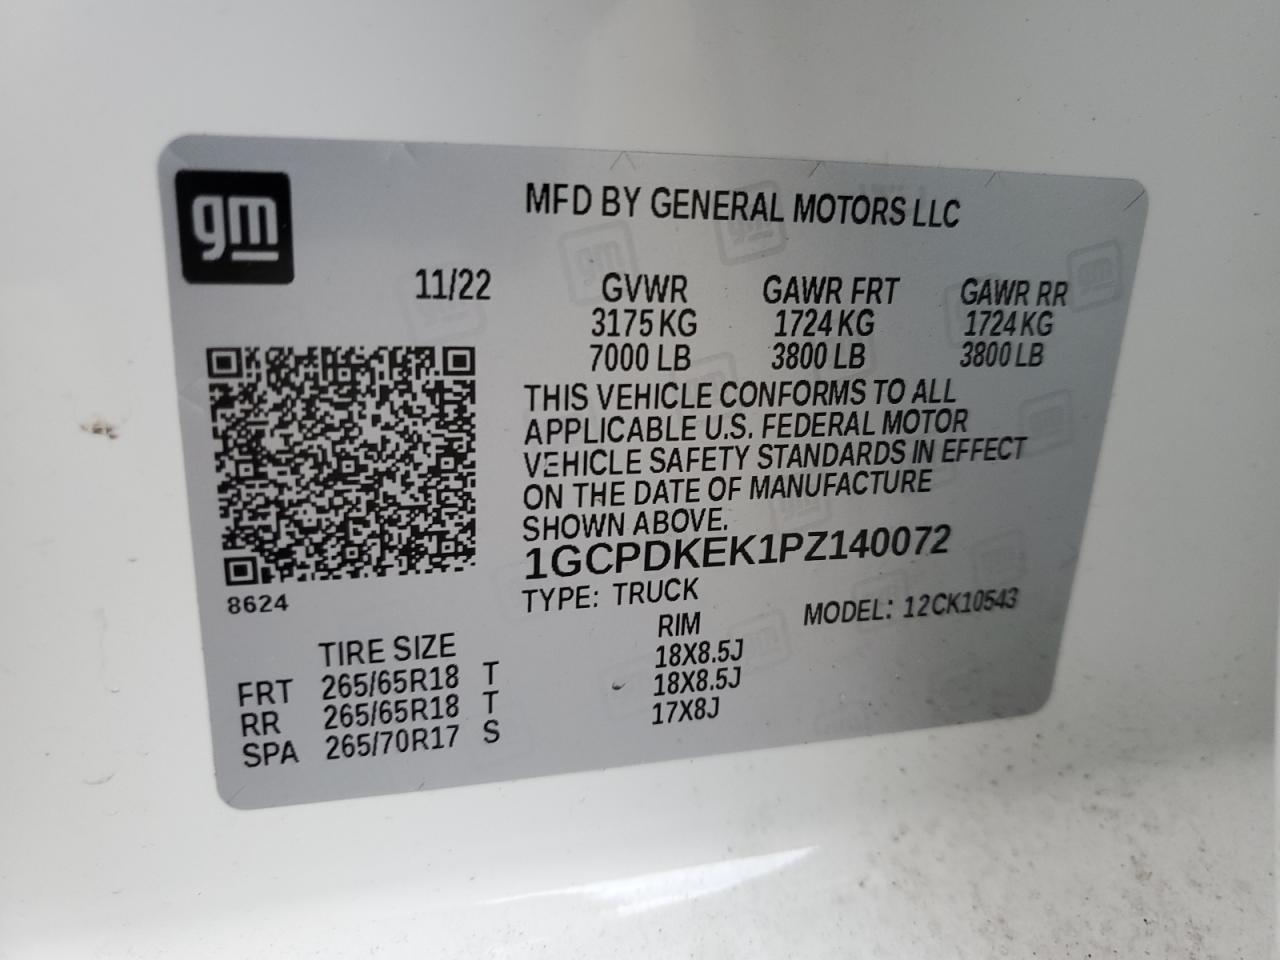 gm
MFD BY GENERAL MOTORS LLC
11/22 GVWR GAWR FRT GAWR RR
3175 KG 1724 KG 1724 KG
7000 LB 3800 LB 3800 LB
THIS VEHICLE CONFORMS TO ALL
APPLICABLE U.S. FEDERAL MOTOR
VEHICLE SAFETY STANDARDS IN EFFECT
ON THE DATE OF MANUFACTURE
SHOWN ABOVE.
1GCPDKEK1PZ140072
8624
TYPE: TRUCK MODEL: 12CK10543
TIRE SIZE RIM
FRT 265/65R18 T 18X8.5J
RR 265/65R18 T 18X8.5J
SPA 265/70R17 S 17X8J